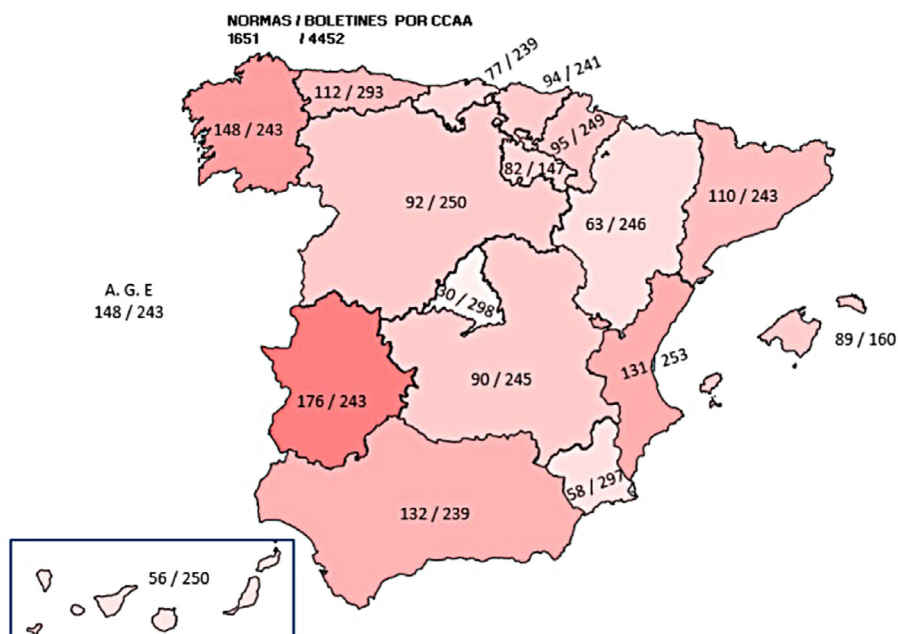 NORMAS / BOLETINES POR CCAA
1651 / 4452
77 / 239
94 / 241
112 / 293
148 / 243
95 / 249
82 / 147
92 / 250
63 / 246
110 / 243
30 / 298
A. G. E
148 / 243
89 / 160
131 / 253
90 / 245
176 / 243
58 / 297
132 / 239
56 / 250